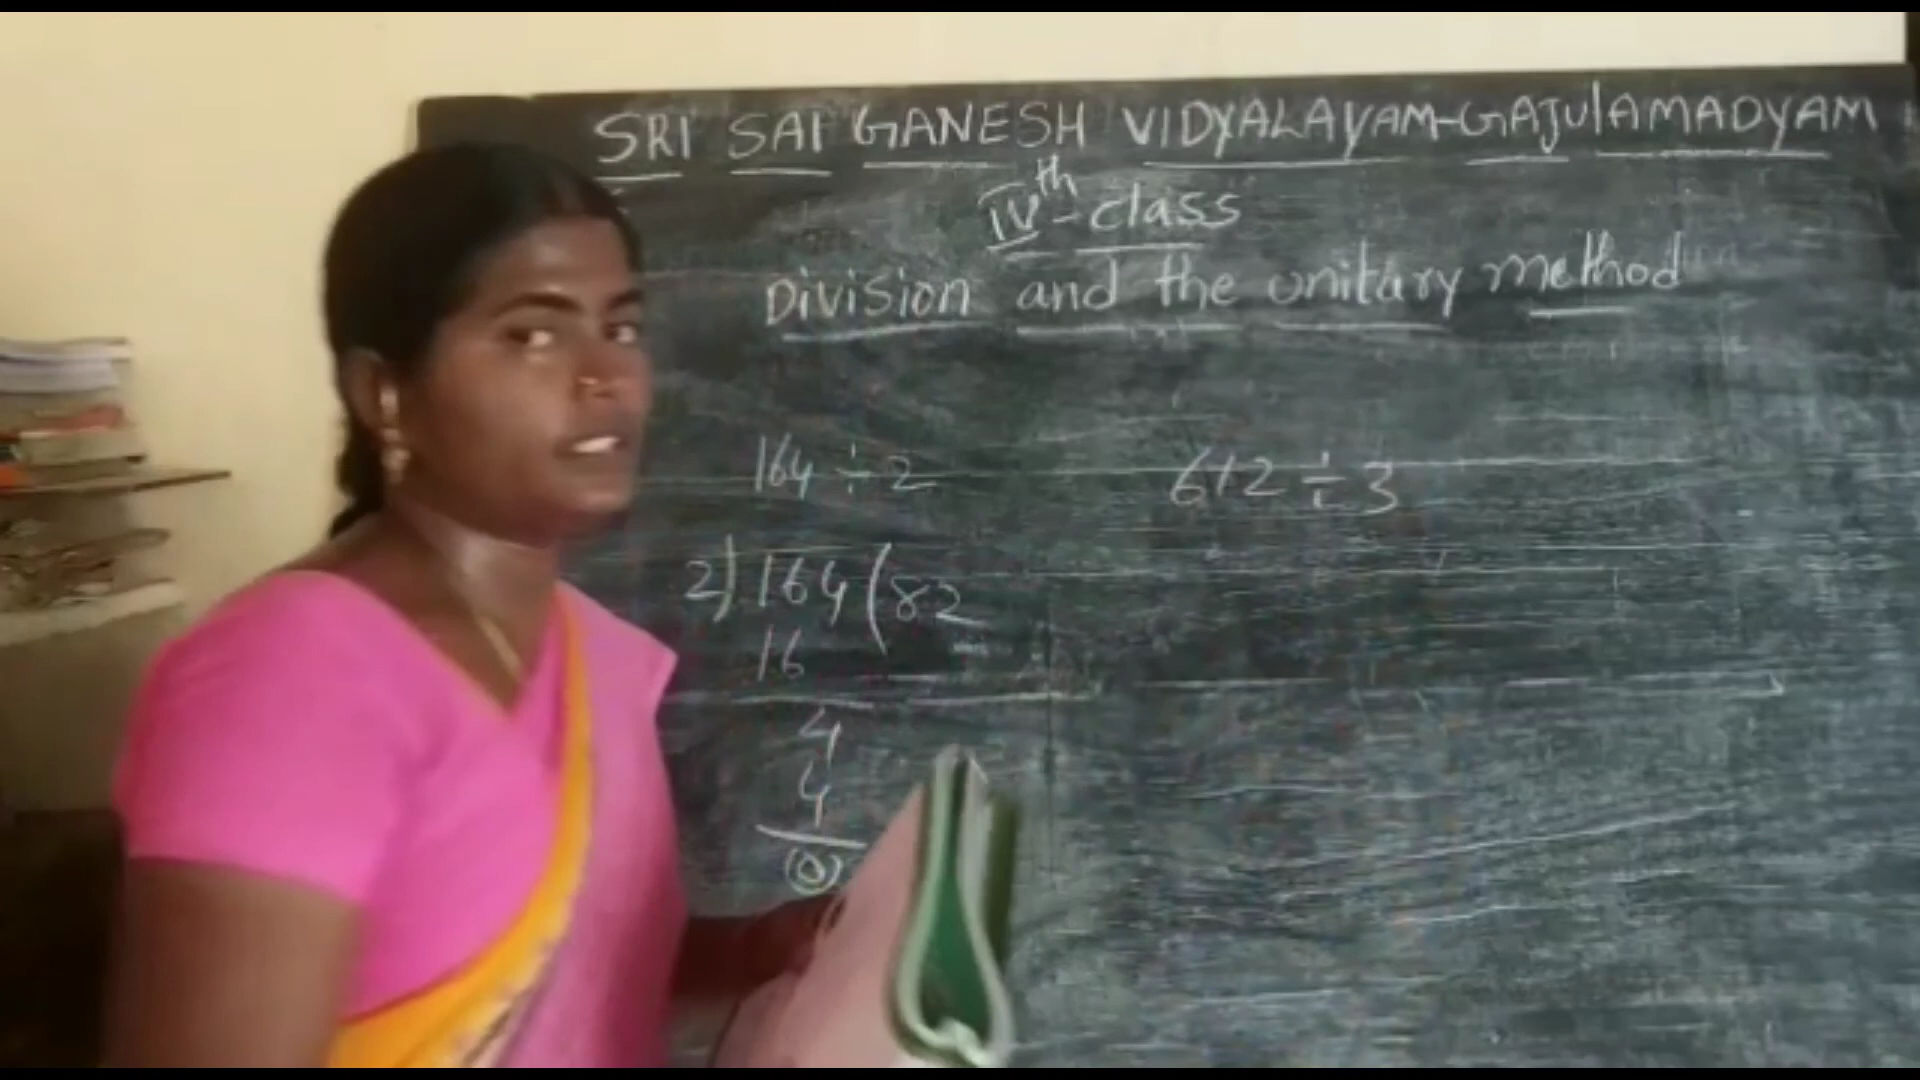 SRI SAI GANESH VIDYALAYAM-GAJUlAMADYAM
IVth-class
Division and the unitary method
164 ÷ 2
612 ÷ 3
2) 164 (82
16
4
4
(0)